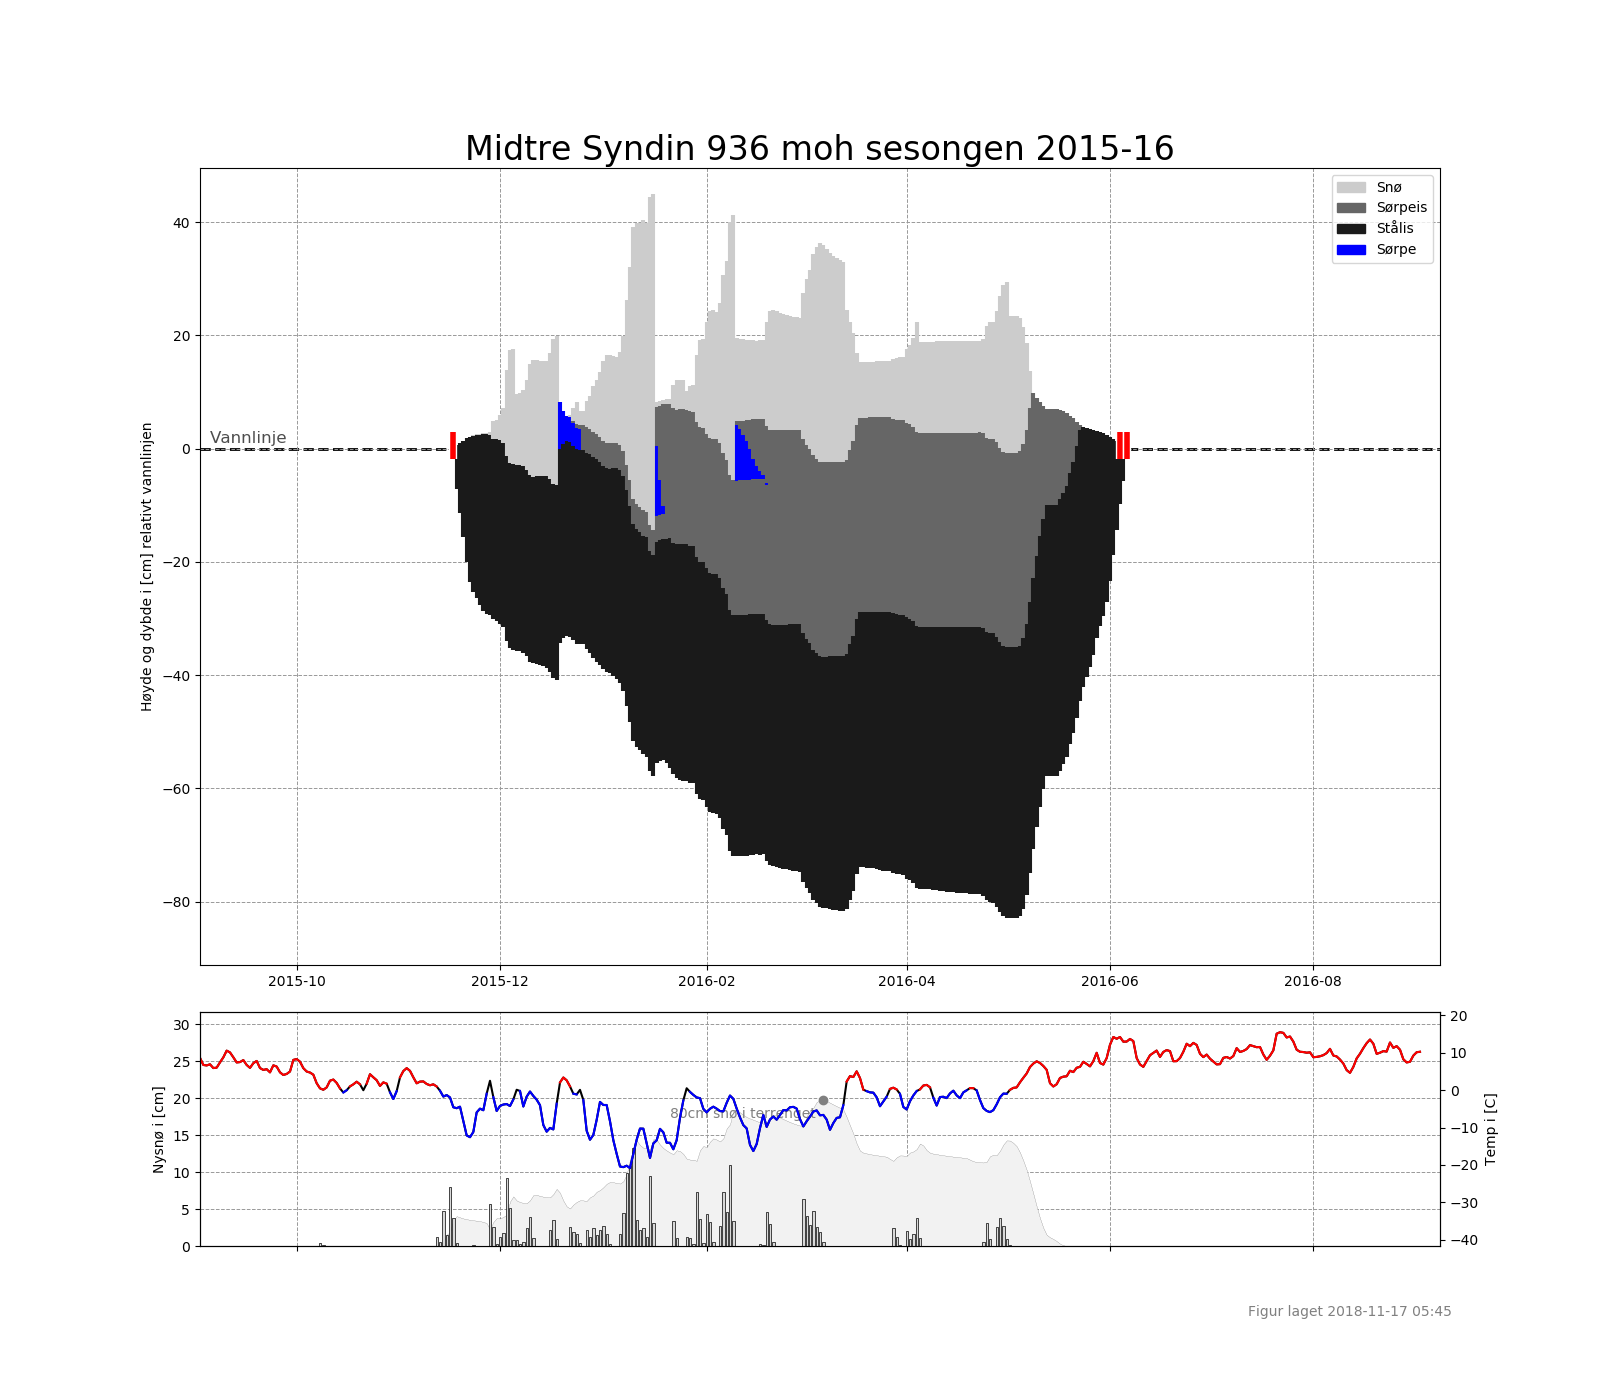 Midtre Syndin 936 moh sesongen 2015-16
Snø
Sørpeis
Stålis
Sørpe
Vannlinje
Høyde og dybde i [cm] relativt vannlinjen
40
20
0
−20
−40
−60
−80
2015-10 2015-12 2016-02 2016-04 2016-06 2016-08
Nysnø i [cm]
30
25
20
15
10
5
0
80cm snø i terrenget
20
10
0
−10
−20
−30
−40
Temp i [C]
Figur laget 2018-11-17 05:45